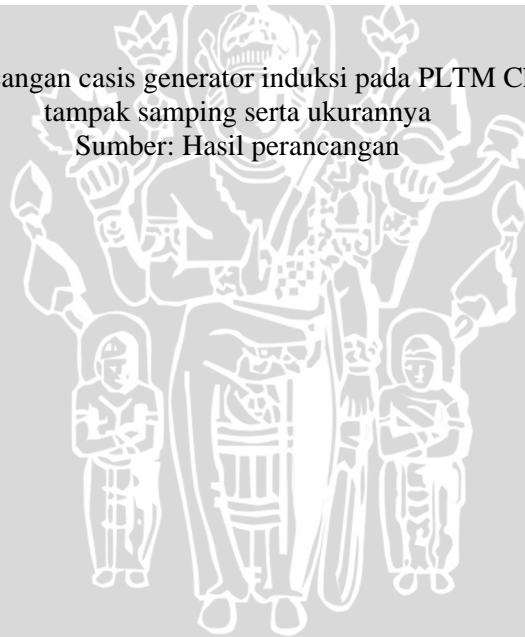 angan casis generator induksi pada PLTM
tampak samping serta ukurannya
Sumber: Hasil perancangan